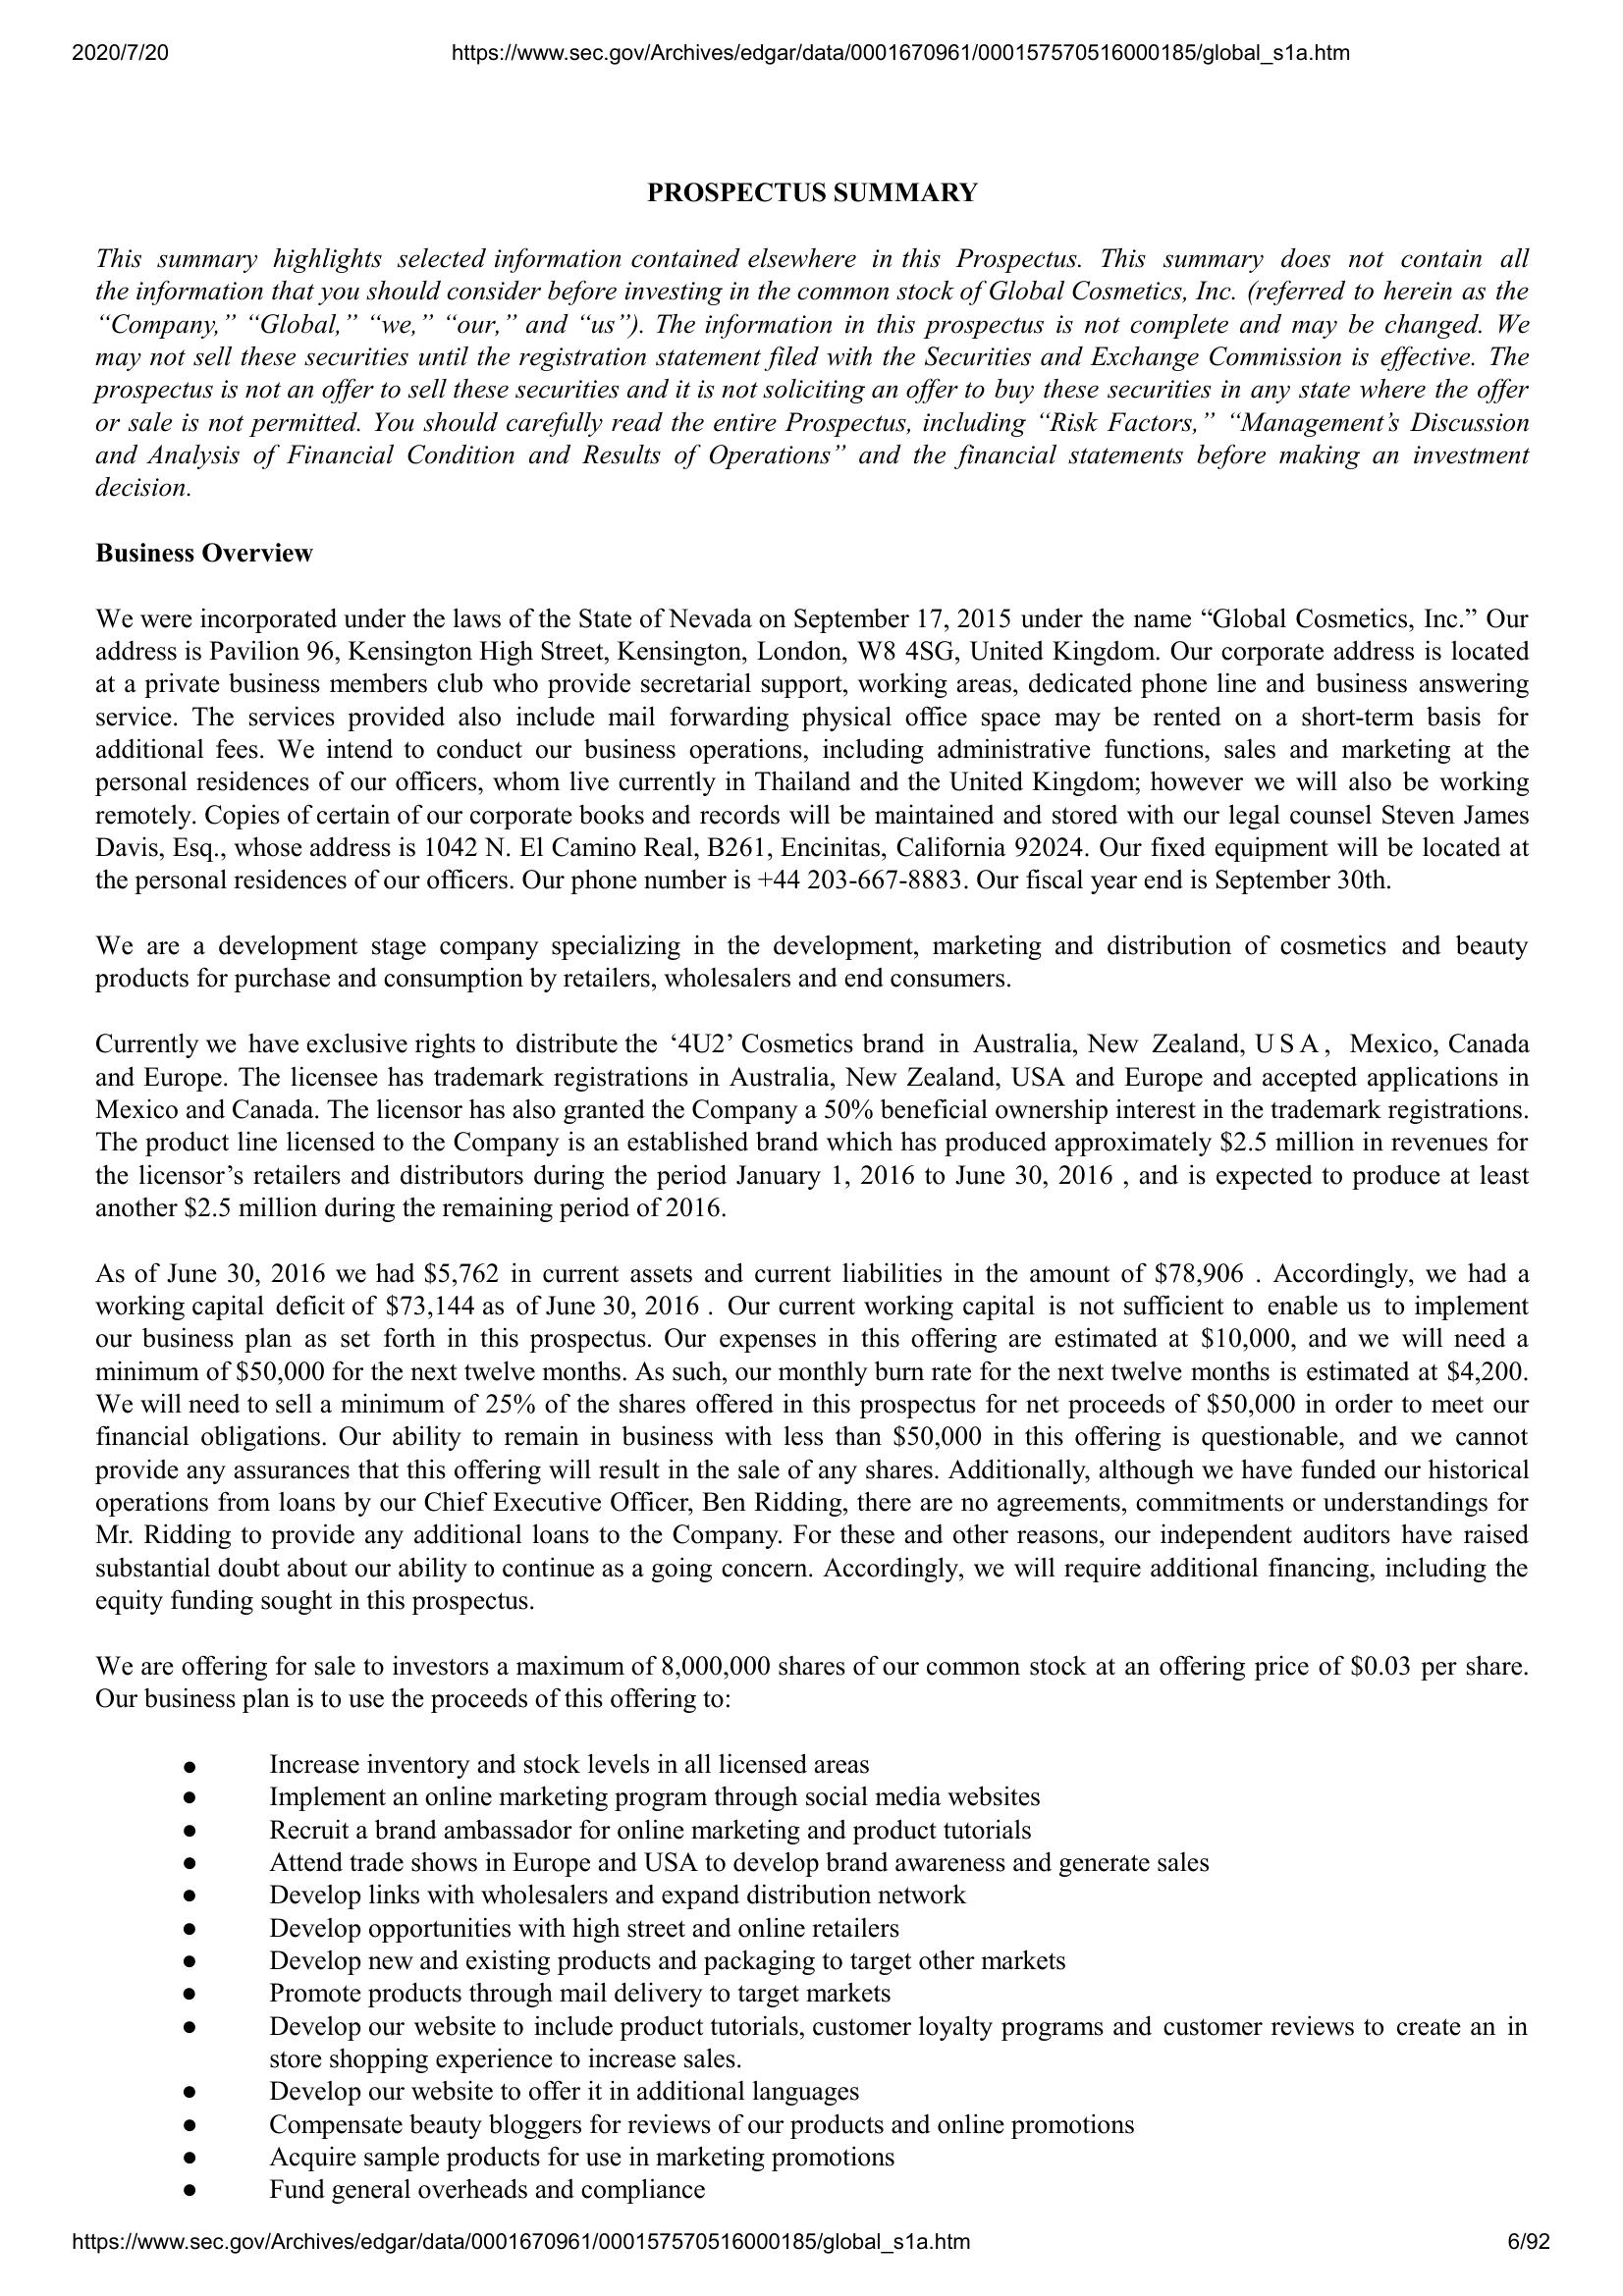 2020/7/20 https://www.sec.gov/Archives/edgar/data/0001670961/000157570516000185/global_s1a.htm
PROSPECTUS SUMMARY
This summary highlights selected information contained elsewhere in this Prospectus. This summary does not contain all
the information that you should consider before investing in the common stock of Global Cosmetics, Inc. (referred to herein as the
“Company,” “Global,” “we,” “our,” and “us”). The information in this prospectus is not complete and may be changed. We
may not sell these securities until the registration statement filed with the Securities and Exchange Commission is effective. The
prospectus is not an offer to sell these securities and it is not soliciting an offer to buy these securities in any state where the offer
or sale is not permitted. You should carefully read the entire Prospectus, including “Risk Factors,” “Management’s Discussion
and Analysis of Financial Condition and Results of Operations” and the financial statements before making an investment
decision.
Business Overview
We were incorporated under the laws of the State of Nevada on September 17, 2015 under the name “Global Cosmetics, Inc.” Our
address is Pavilion 96, Kensington High Street, Kensington, London, W8 4SG, United Kingdom. Our corporate address is located
at a private business members club who provide secretarial support, working areas, dedicated phone line and business answering
service. The services provided also include mail forwarding physical office space may be rented on a short-term basis for
additional fees. We intend to conduct our business operations, including administrative functions, sales and marketing at the
personal residences of our officers, whom live currently in Thailand and the United Kingdom; however we will also be working
remotely. Copies of certain of our corporate books and records will be maintained and stored with our legal counsel Steven James
Davis, Esq., whose address is 1042 N. El Camino Real, B261, Encinitas, California 92024. Our fixed equipment will be located at
the personal residences of our officers. Our phone number is +44 203-667-8883. Our fiscal year end is September 30th.
We are a development stage company specializing in the development, marketing and distribution of cosmetics and beauty
products for purchase and consumption by retailers, wholesalers and end consumers.
Currently we have exclusive rights to distribute the ‘4U2’ Cosmetics brand in Australia, New Zealand, U S A , Mexico, Canada
and Europe. The licensee has trademark registrations in Australia, New Zealand, USA and Europe and accepted applications in
Mexico and Canada. The licensor has also granted the Company a 50% beneficial ownership interest in the trademark registrations.
The product line licensed to the Company is an established brand which has produced approximately $2.5 million in revenues for
the licensor’s retailers and distributors during the period January 1, 2016 to June 30, 2016 , and is expected to produce at least
another $2.5 million during the remaining period of 2016.
As of June 30, 2016 we had $5,762 in current assets and current liabilities in the amount of $78,906 . Accordingly, we had a
working capital deficit of $73,144 as of June 30, 2016 . Our current working capital is not sufficient to enable us to implement
our business plan as set forth in this prospectus. Our expenses in this offering are estimated at $10,000, and we will need a
minimum of $50,000 for the next twelve months. As such, our monthly burn rate for the next twelve months is estimated at $4,200.
We will need to sell a minimum of 25% of the shares offered in this prospectus for net proceeds of $50,000 in order to meet our
financial obligations. Our ability to remain in business with less than $50,000 in this offering is questionable, and we cannot
provide any assurances that this offering will result in the sale of any shares. Additionally, although we have funded our historical
operations from loans by our Chief Executive Officer, Ben Ridding, there are no agreements, commitments or understandings for
Mr. Ridding to provide any additional loans to the Company. For these and other reasons, our independent auditors have raised
substantial doubt about our ability to continue as a going concern. Accordingly, we will require additional financing, including the
equity funding sought in this prospectus.
We are offering for sale to investors a maximum of 8,000,000 shares of our common stock at an offering price of $0.03 per share.
Our business plan is to use the proceeds of this offering to:
● Increase inventory and stock levels in all licensed areas
● Implement an online marketing program through social media websites
● Recruit a brand ambassador for online marketing and product tutorials
● Attend trade shows in Europe and USA to develop brand awareness and generate sales
● Develop links with wholesalers and expand distribution network
● Develop opportunities with high street and online retailers
● Develop new and existing products and packaging to target other markets
● Promote products through mail delivery to target markets
● Develop our website to include product tutorials, customer loyalty programs and customer reviews to create an in
store shopping experience to increase sales.
● Develop our website to offer it in additional languages
● Compensate beauty bloggers for reviews of our products and online promotions
● Acquire sample products for use in marketing promotions
● Fund general overheads and compliance
https://www.sec.gov/Archives/edgar/data/0001670961/000157570516000185/global_s1a.htm 6/92